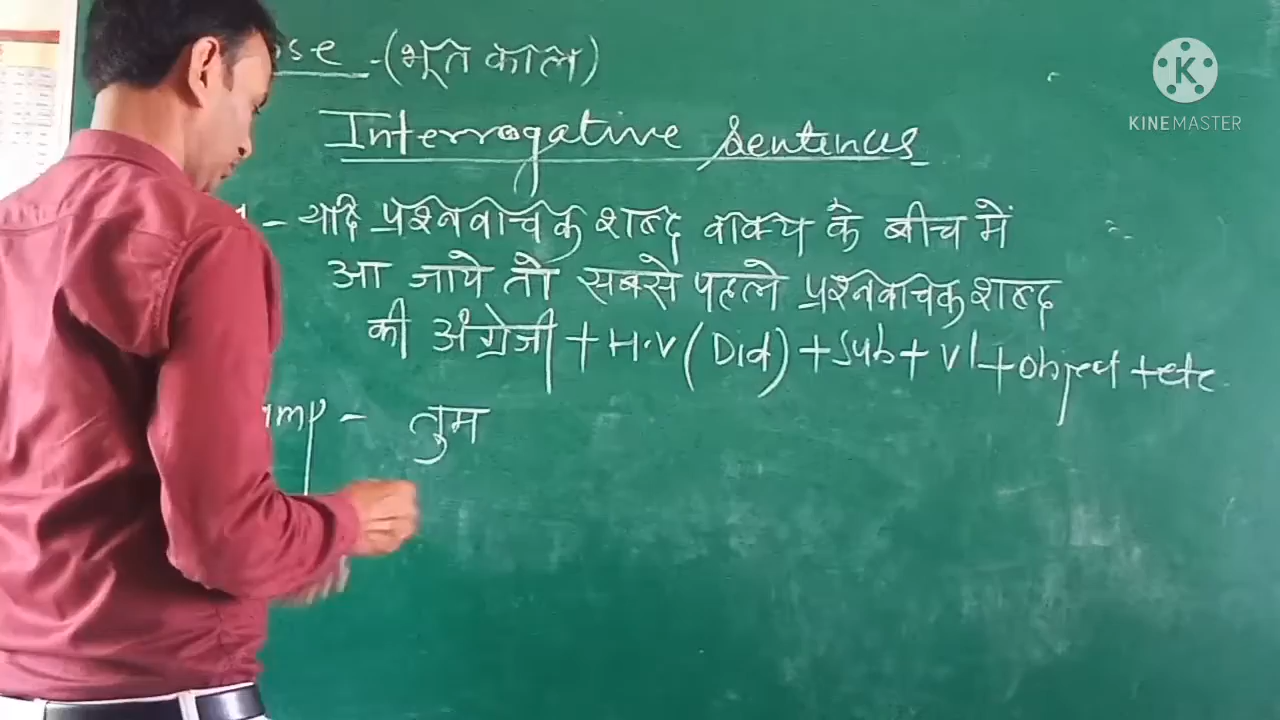 -(भूत काल)
Interrogative Sentences
- यदि प्रश्नवाचक शब्द वाक्य के बीच में
आ जाये तो सबसे पहले प्रश्नवाचक शब्द
की अंग्रेजी + H.V (Did) + Sub + V1 + object + etc.
- तुम
KINEMASTER